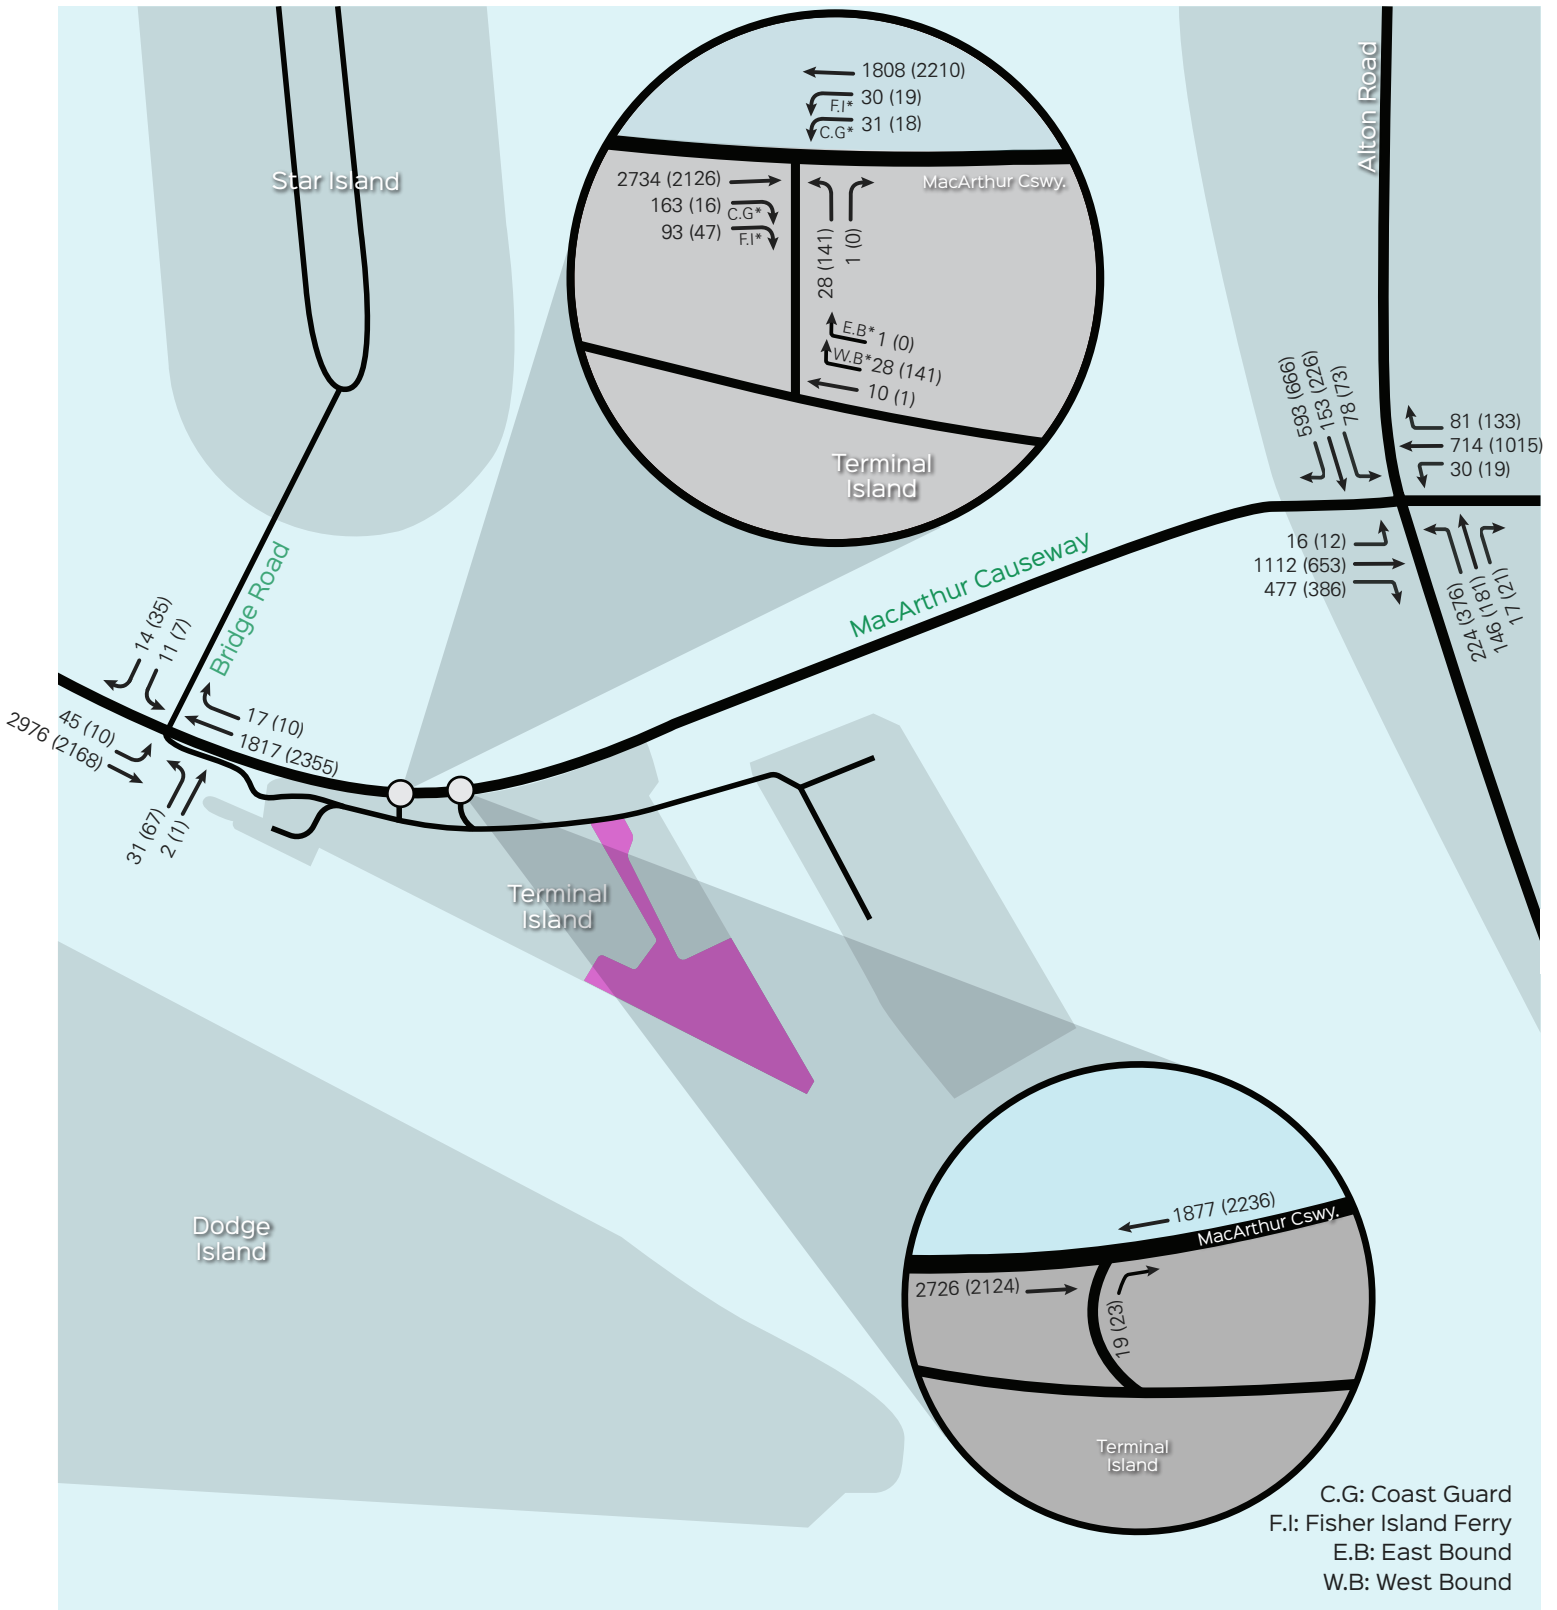 1808 (2210)
30 (19)
F.I*
31 (18)
C.G*
2734 (2126)
163 (16)
C.G*
93 (47)
F.I*
MacArthur Cswy.
28 (141)
1 (0)
E.B* 1 (0)
W.B* 28 (141)
10 (1)
Terminal
Island
Star Island
Alton Road
593 (666)
153 (226)
78 (73)
81 (133)
714 (1015)
30 (19)
16 (12)
1112 (653)
477 (386)
224 (376)
146 (181)
17 (21)
MacArthur Causeway
Bridge Road
14 (35)
11 (7)
45 (10)
2976 (2168)
17 (10)
1817 (2355)
31 (67)
2 (1)
Terminal
Island
Dodge
Island
1877 (2236)
MacArthur Cswy.
2726 (2124)
19 (23)
Terminal
Island
C.G: Coast Guard
F.I: Fisher Island Ferry
E.B: East Bound
W.B: West Bound